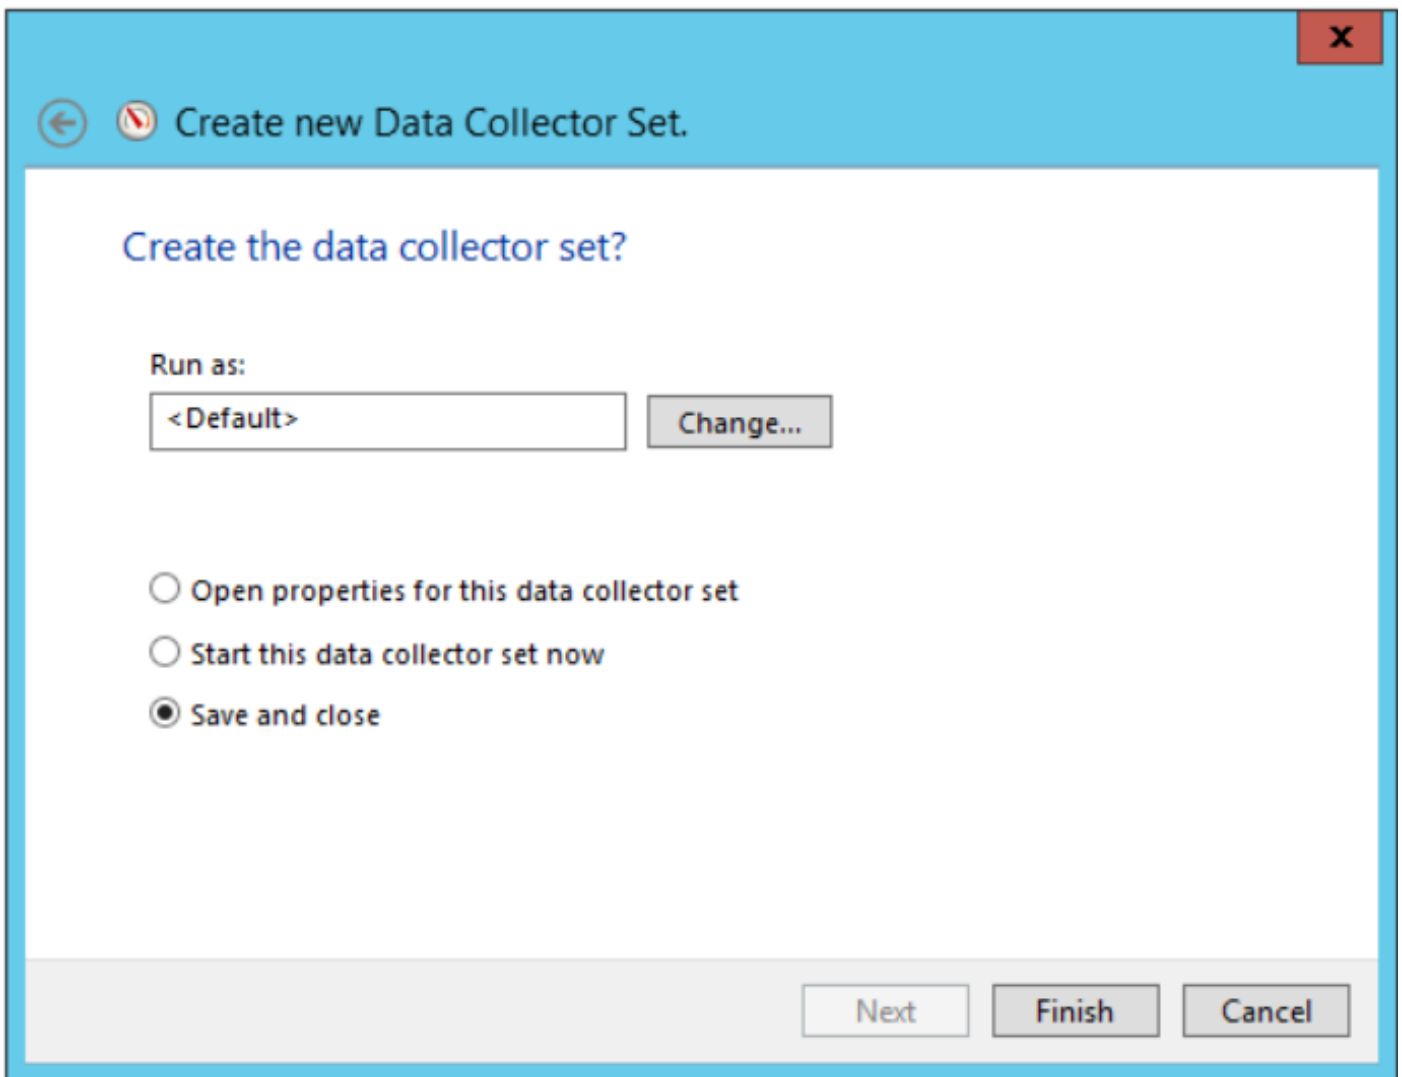 x
Create new Data Collector Set.
Create the data collector set?
Run as:
<Default>
Change...
Open properties for this data collector set
Start this data collector set now
Save and close
Next
Finish
Cancel